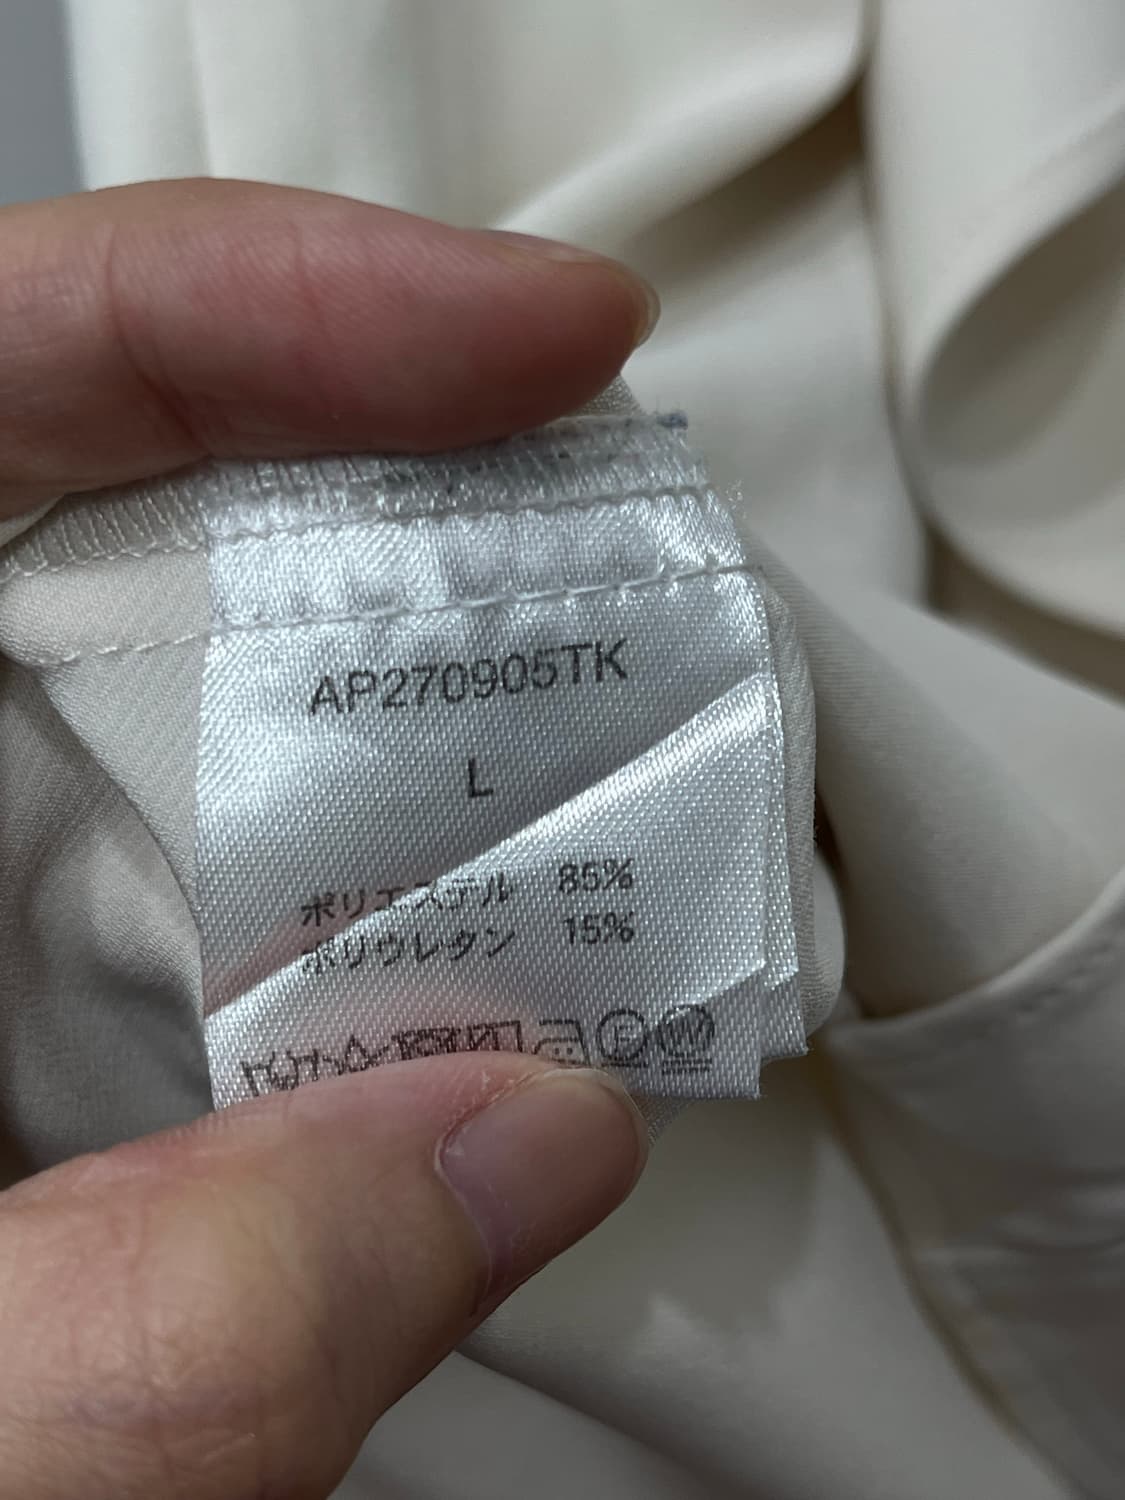 AP270905TK
L
ポリエステル 85%
ポリウレタン 15%